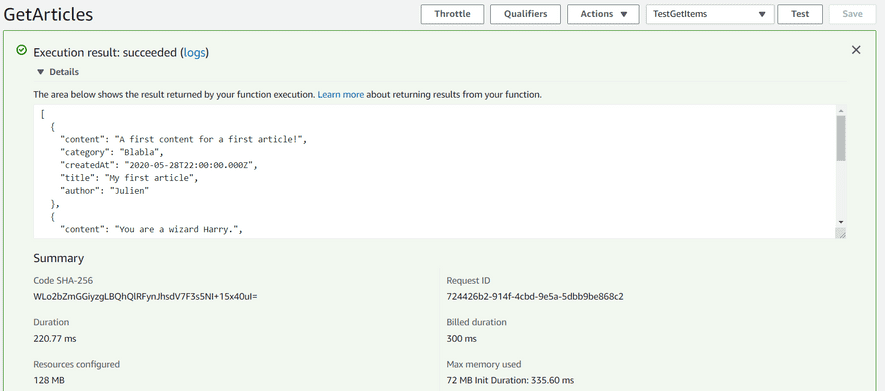 GetArticles
Throttle
Qualifiers
Actions
TestGetItems
Test
Save
Execution result: succeeded (logs)
Details
The area below shows the result returned by your function execution. Learn more about returning results from your function.
[
  {
    "content": "A first content for a first article!",
    "category": "Blabla",
    "createdAt": "2020-05-28T22:00:00.000Z",
    "title": "My first article",
    "author": "Julien"
  },
  {
    "content": "You are a wizard Harry.",
Summary
Code SHA-256
WLo2bZmGGiyzgLBQhQlRFynJhsdV7F3s5NI+15x40uI=
Request ID
724426b2-914f-4cbd-9e5a-5dbb9be868c2
Duration
220.77 ms
Billed duration
300 ms
Resources configured
128 MB
Max memory used
72 MB Init Duration: 335.60 ms